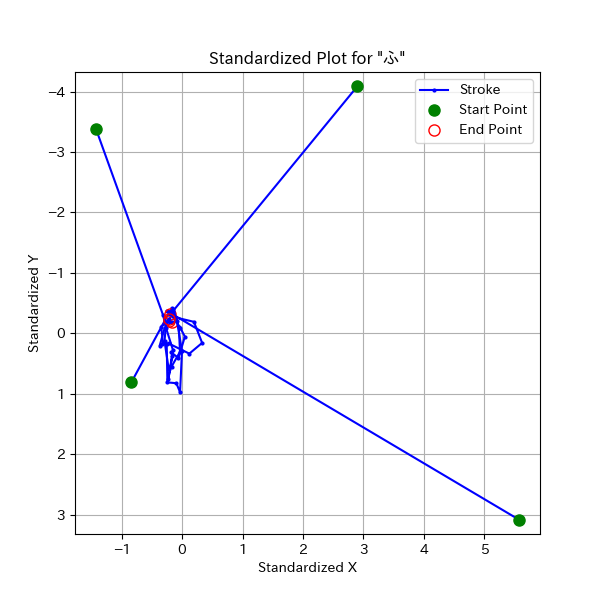 Standardized Plot for "ふ"
Stroke
Start Point
End Point
Standardized Y
−4
−3
−2
−1
0
1
2
3
−1 0 1 2 3 4 5
Standardized X